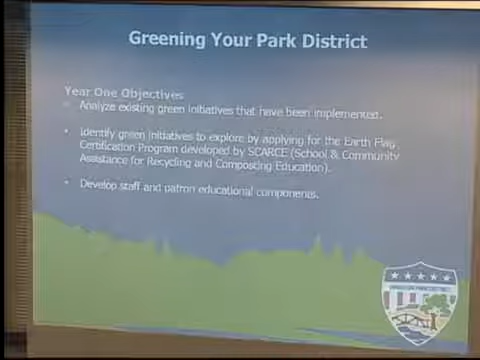 Greening Your Park District
Year One Objectives
• Analyze existing green initiatives that have been implemented.
• Identify green initiatives to explore by applying for the Earth Flag
Certification Program developed by SCARCE (School & Community
Assistance for Recycling and Composting Education).
• Develop staff and patron educational components.
PARK DISTRICT